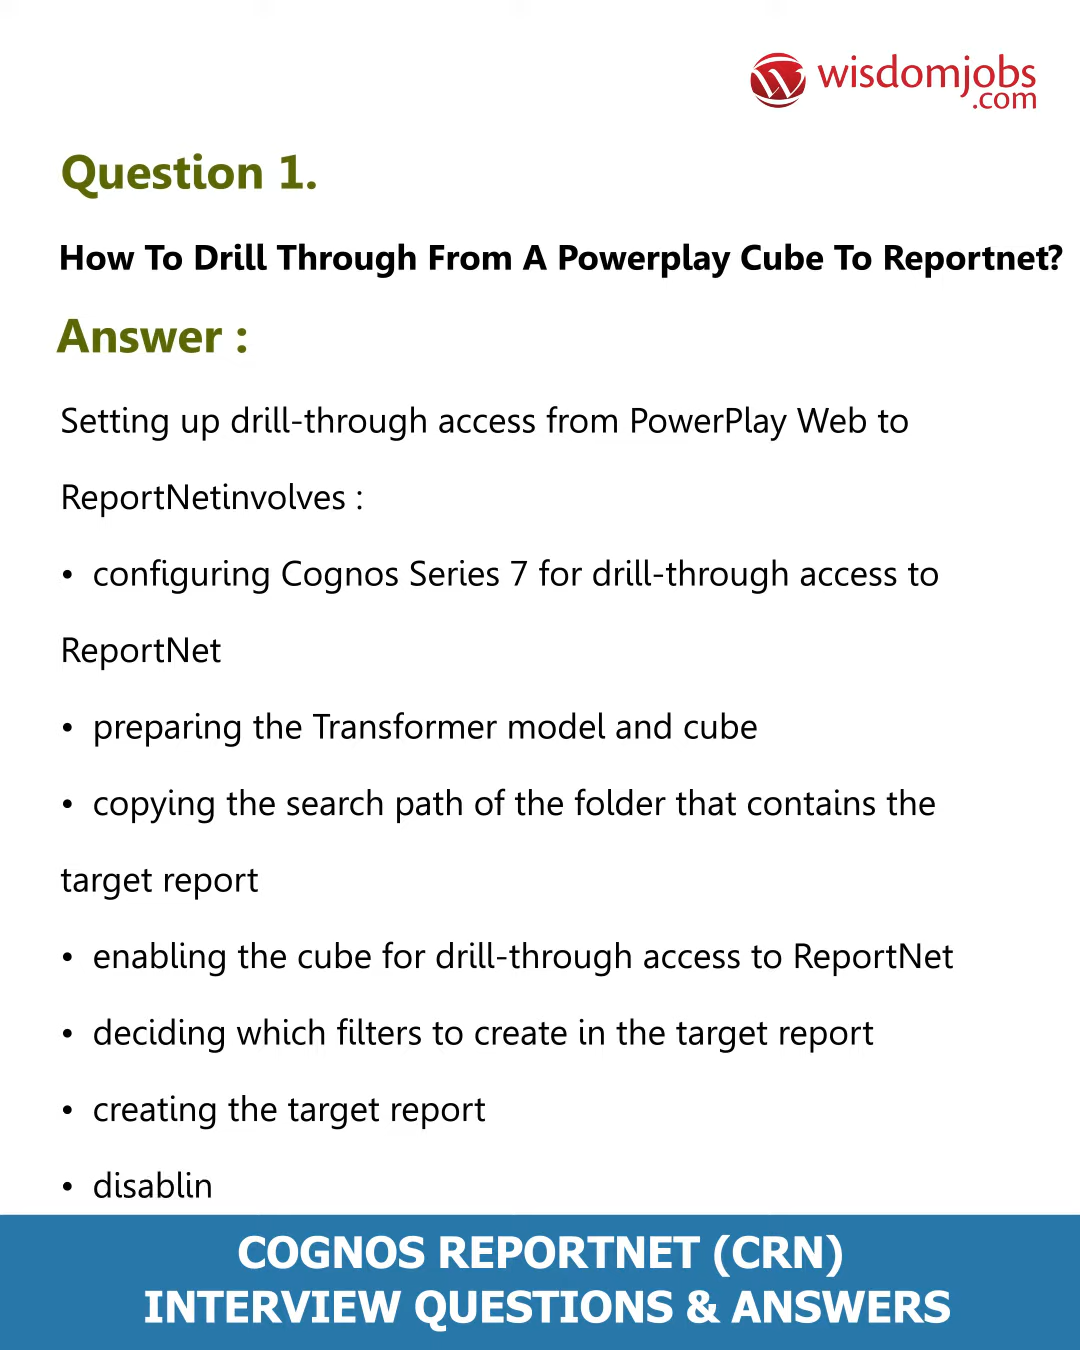 wisdomjobs
.com
Question 1.
How To Drill Through From A Powerplay Cube To Reportnet?
Answer :
Setting up drill-through access from PowerPlay Web to
ReportNetinvolves :
• configuring Cognos Series 7 for drill-through access to
ReportNet
• preparing the Transformer model and cube
• copying the search path of the folder that contains the
target report
• enabling the cube for drill-through access to ReportNet
• deciding which filters to create in the target report
• creating the target report
• disablin
COGNOS REPORTNET (CRN)
INTERVIEW QUESTIONS & ANSWERS